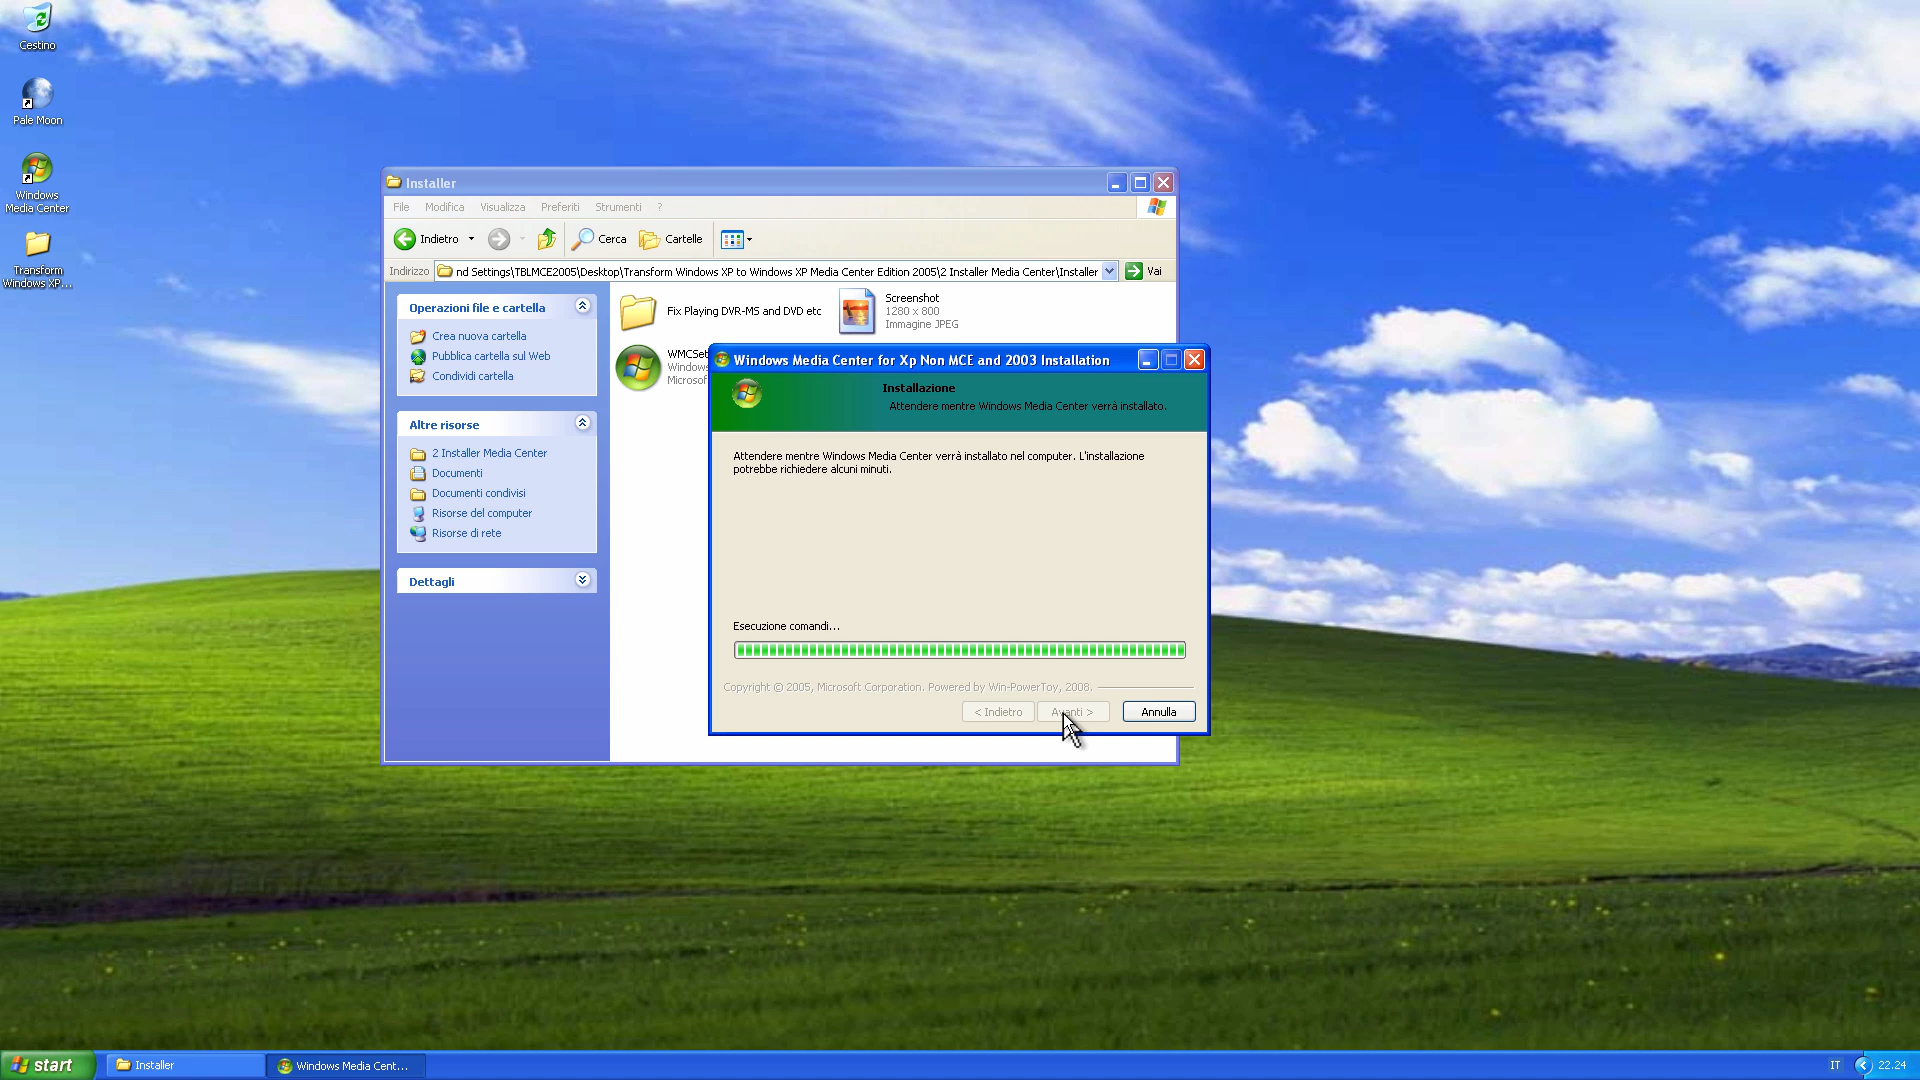 Cestino
Pale Moon
Windows
Media Center
Transform
Windows XP...
Installer
File Modifica Visualizza Preferiti Strumenti ?
Indietro Cerca Cartelle
Indirizzo nd Settings\TBLMCE2005\Desktop\Transform Windows XP to Windows XP Media Center Edition 2005\2 Installer Media Center\Installer Vai
Operazioni file e cartella
Crea nuova cartella
Pubblica cartella sul Web
Condividi cartella
Altre risorse
2 Installer Media Center
Documenti
Documenti condivisi
Risorse del computer
Risorse di rete
Dettagli
Fix Playing DVR-MS and DVD etc
Screenshot
1280 x 800
Immagine JPEG
WMCSet
Windows
Microsof
Windows Media Center for Xp Non MCE and 2003 Installation
Installazione
Attendere mentre Windows Media Center verrà installato.
Attendere mentre Windows Media Center verrà installato nel computer. L'installazione
potrebbe richiedere alcuni minuti.
Esecuzione comandi...
Copyright © 2005, Microsoft Corporation. Powered by Win-PowerToy, 2008.
< Indietro Avanti > Annulla
start Installer Windows Media Cent... IT 22.24